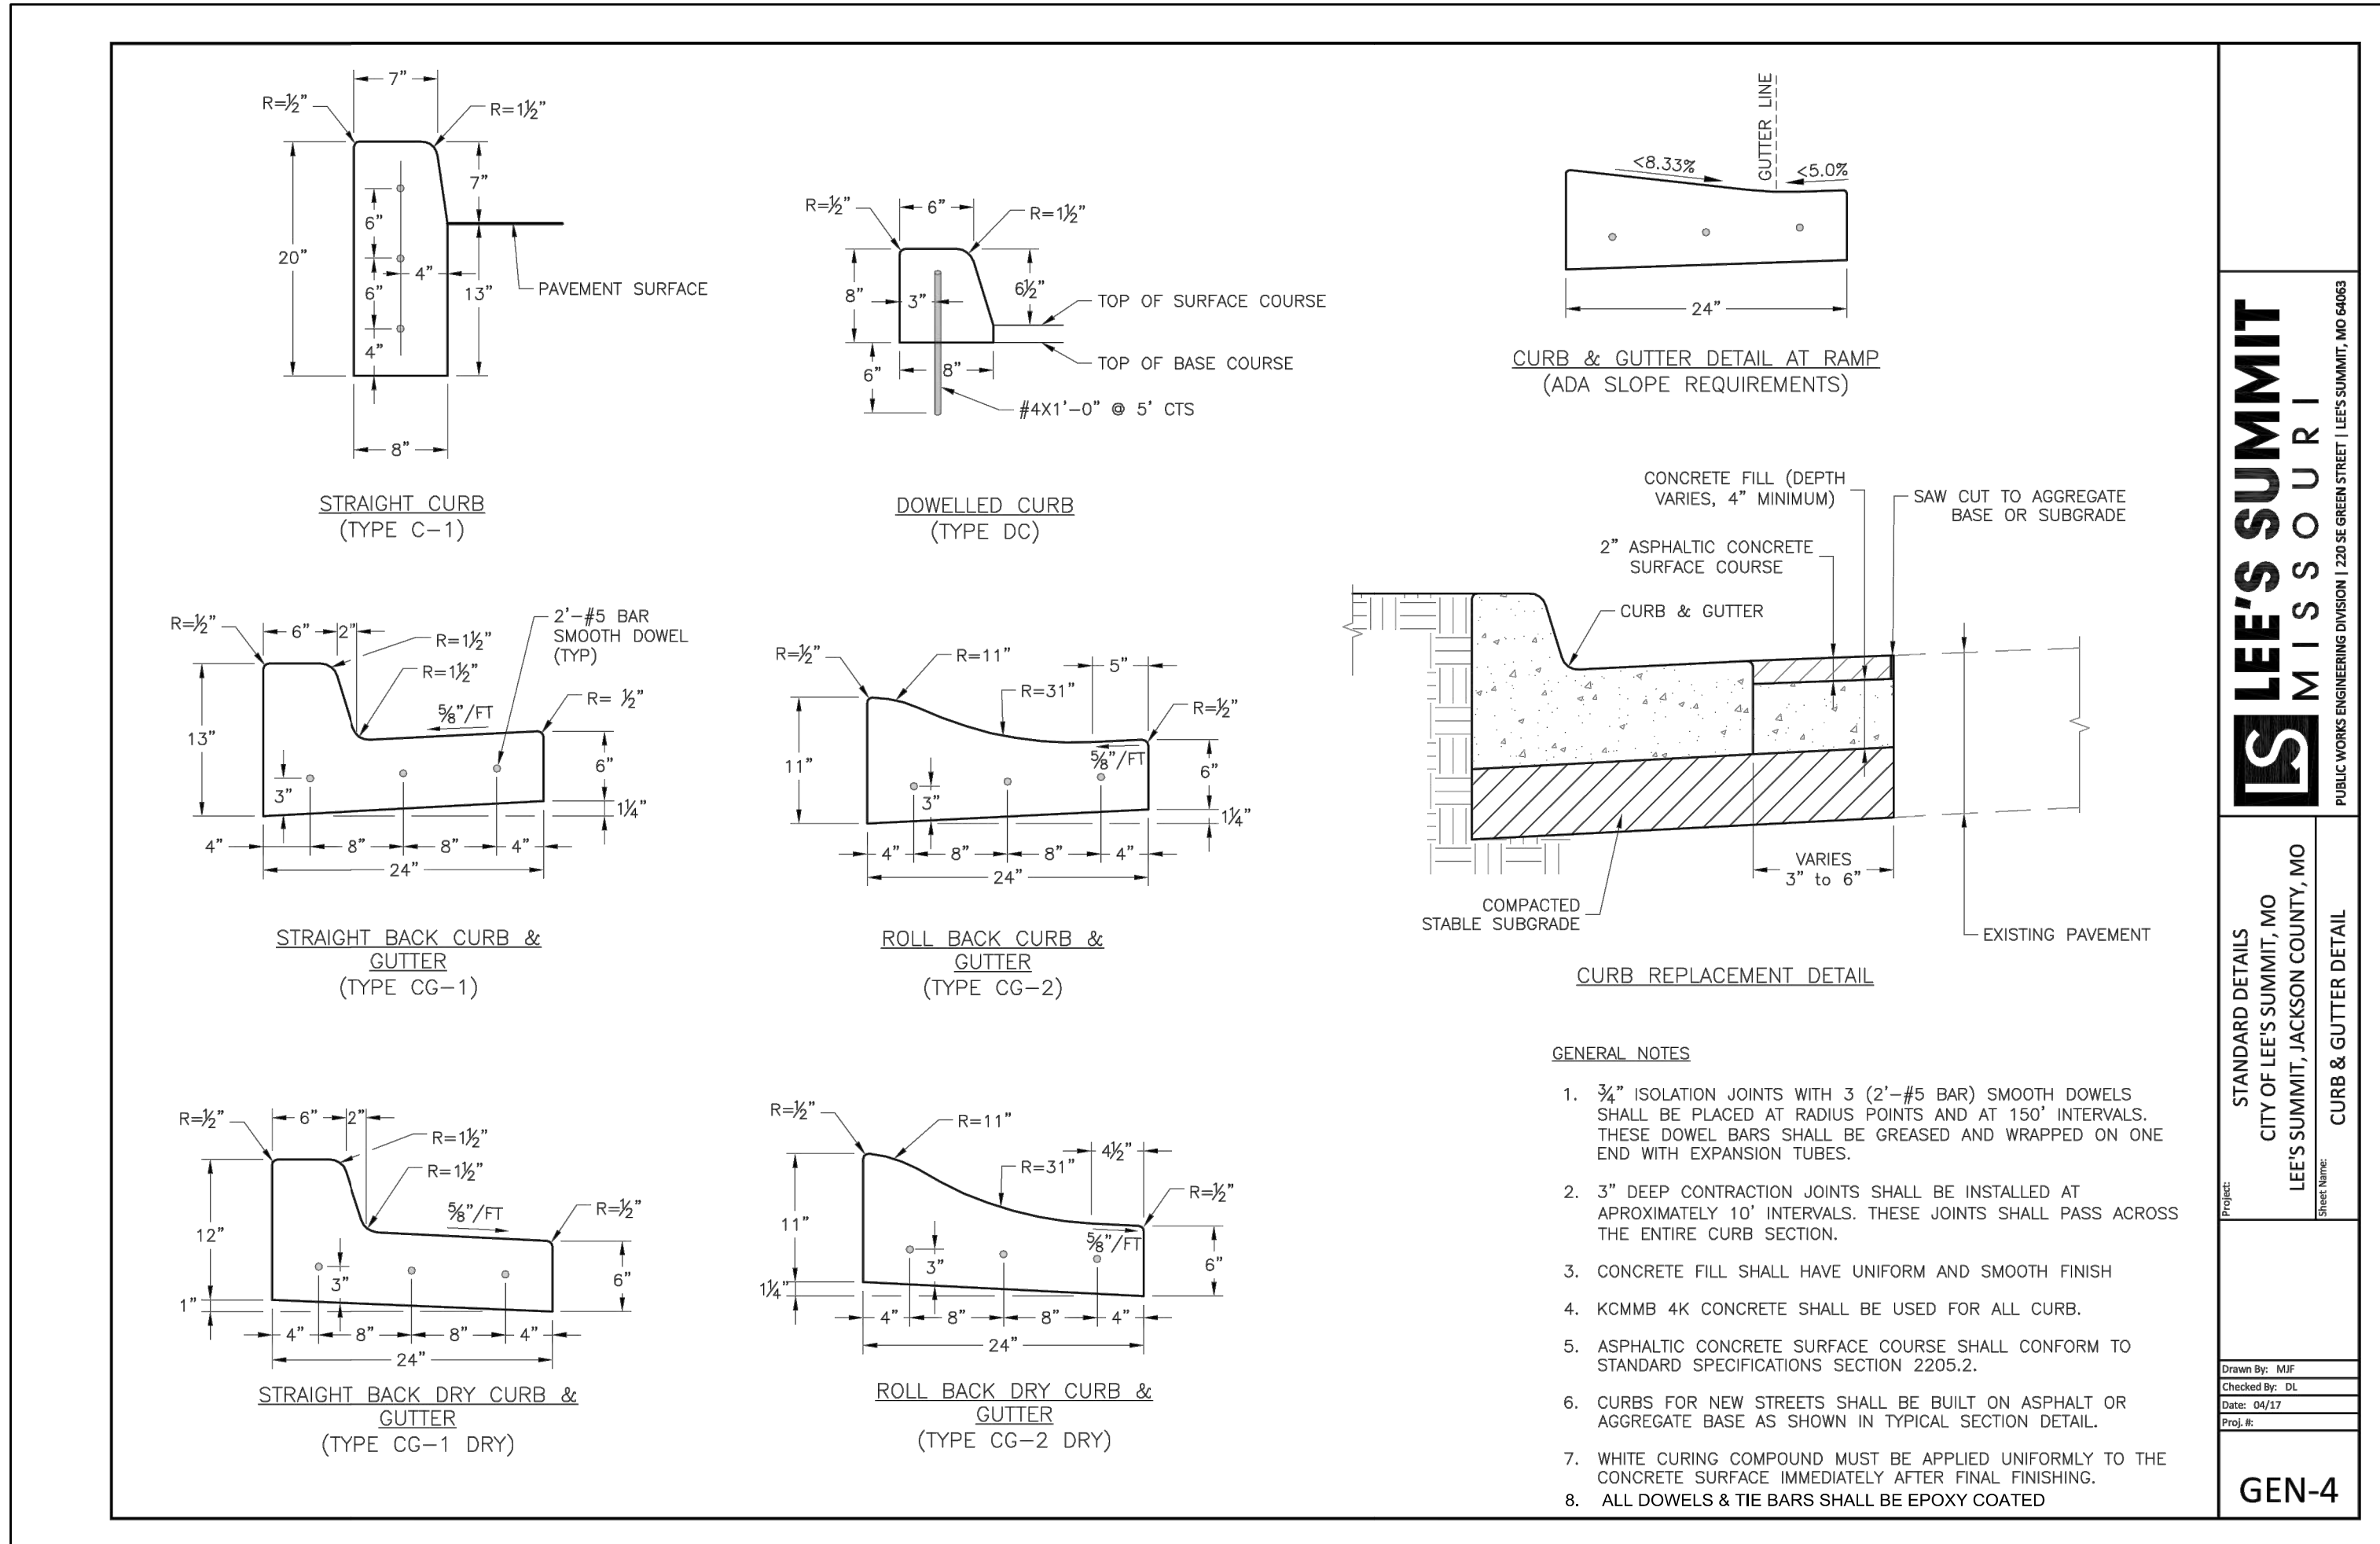 7"
R=½"
R=1½"
7"
20"
6"
6"
4"
4"
13"
PAVEMENT SURFACE
8"
STRAIGHT CURB
(TYPE C-1)
R=½"
6"
R=1½"
8"
3"
6½"
TOP OF SURFACE COURSE
TOP OF BASE COURSE
6"
8"
#4X1'-0" @ 5' CTS
DOWELLED CURB
(TYPE DC)
GUTTER LINE
<8.33%
<5.0%
24"
CURB & GUTTER DETAIL AT RAMP
(ADA SLOPE REQUIREMENTS)
R=½"
6"
2"
R=1½"
R=1½"
2'-#5 BAR
SMOOTH DOWEL
(TYP)
R= ½"
⅝"/FT
13"
3"
6"
1¼"
4"
8"
8"
4"
24"
STRAIGHT BACK CURB &
GUTTER
(TYPE CG-1)
R=½"
R=11"
R=31"
5"
R=½"
⅝"/FT
11"
3"
6"
1¼"
4"
8"
8"
4"
24"
ROLL BACK CURB &
GUTTER
(TYPE CG-2)
CONCRETE FILL (DEPTH
VARIES, 4" MINIMUM)
SAW CUT TO AGGREGATE
BASE OR SUBGRADE
2" ASPHALTIC CONCRETE
SURFACE COURSE
CURB & GUTTER
VARIES
3" to 6"
COMPACTED
STABLE SUBGRADE
EXISTING PAVEMENT
CURB REPLACEMENT DETAIL
R=½"
6"
2"
R=1½"
R=1½"
⅝"/FT
R=½"
12"
3"
6"
1"
4"
8"
8"
4"
24"
STRAIGHT BACK DRY CURB &
GUTTER
(TYPE CG-1 DRY)
R=½"
R=11"
R=31"
4½"
R=½"
⅝"/FT
11"
3"
6"
1¼"
4"
8"
8"
4"
24"
ROLL BACK DRY CURB &
GUTTER
(TYPE CG-2 DRY)
GENERAL NOTES
1. ¾" ISOLATION JOINTS WITH 3 (2'-#5 BAR) SMOOTH DOWELS
SHALL BE PLACED AT RADIUS POINTS AND AT 150' INTERVALS.
THESE DOWEL BARS SHALL BE GREASED AND WRAPPED ON ONE
END WITH EXPANSION TUBES.
2. 3" DEEP CONTRACTION JOINTS SHALL BE INSTALLED AT
APROXIMATELY 10' INTERVALS. THESE JOINTS SHALL PASS ACROSS
THE ENTIRE CURB SECTION.
3. CONCRETE FILL SHALL HAVE UNIFORM AND SMOOTH FINISH
4. KCMMB 4K CONCRETE SHALL BE USED FOR ALL CURB.
5. ASPHALTIC CONCRETE SURFACE COURSE SHALL CONFORM TO
STANDARD SPECIFICATIONS SECTION 2205.2.
6. CURBS FOR NEW STREETS SHALL BE BUILT ON ASPHALT OR
AGGREGATE BASE AS SHOWN IN TYPICAL SECTION DETAIL.
7. WHITE CURING COMPOUND MUST BE APPLIED UNIFORMLY TO THE
CONCRETE SURFACE IMMEDIATELY AFTER FINAL FINISHING.
8. ALL DOWELS & TIE BARS SHALL BE EPOXY COATED
LS
LEE'S SUMMIT
MISSOURI
PUBLIC WORKS ENGINEERING DIVISION | 220 SE GREEN STREET | LEE'S SUMMIT, MO 64063
Project:
STANDARD DETAILS
CITY OF LEE'S SUMMIT, MO
LEE'S SUMMIT, JACKSON COUNTY, MO
Sheet Name:
CURB & GUTTER DETAIL
Drawn By: MJF
Checked By: DL
Date: 04/17
Proj. #:
GEN-4